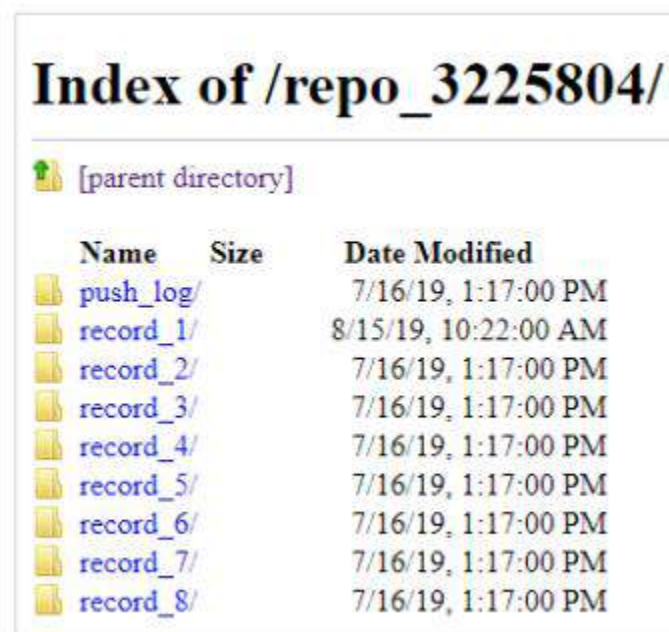 Index of /repo_3225804/
[parent directory]
Name Size Date Modified
push_log/ 7/16/19, 1:17:00 PM
record_1/ 8/15/19, 10:22:00 AM
record_2/ 7/16/19, 1:17:00 PM
record_3/ 7/16/19, 1:17:00 PM
record_4/ 7/16/19, 1:17:00 PM
record_5/ 7/16/19, 1:17:00 PM
record_6/ 7/16/19, 1:17:00 PM
record_7/ 7/16/19, 1:17:00 PM
record_8/ 7/16/19, 1:17:00 PM